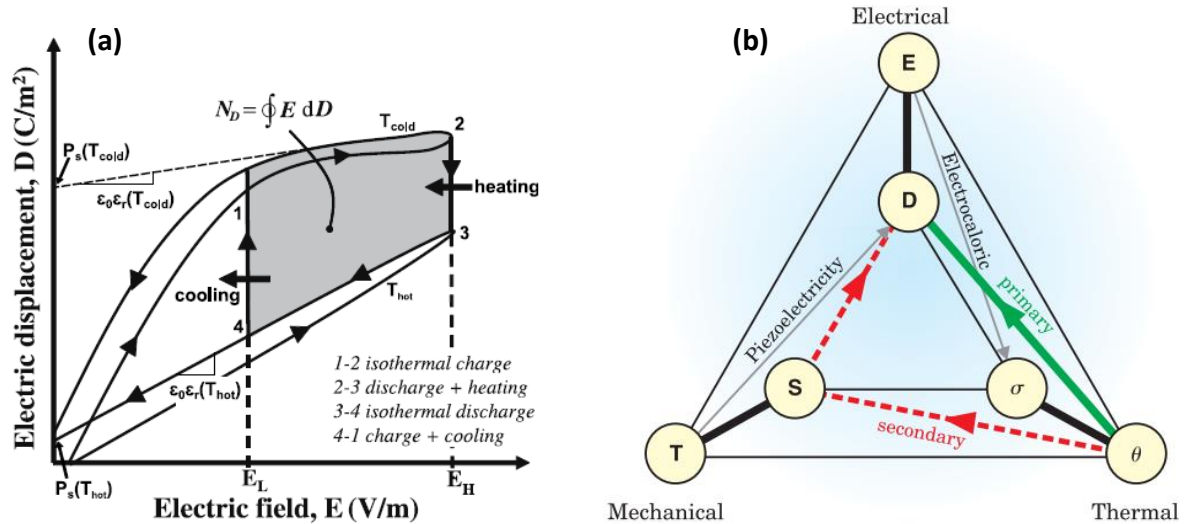 (a)
Electric displacement, D (C/m²)
N_D = ∮ E dD
T_cold
2
P_s(T_cold)
ε₀ε_r(T_cold)
heating
1
3
cooling
T_hot
4
ε₀ε_r(T_hot)
1-2 isothermal charge
2-3 discharge + heating
3-4 isothermal discharge
4-1 charge + cooling
P_s(T_hot)
E_L
E_H
Electric field, E (V/m)
(b)
Electrical
E
D
Electrocaloric
Piezoelectricity
primary
S
σ
secondary
T
θ
Mechanical
Thermal